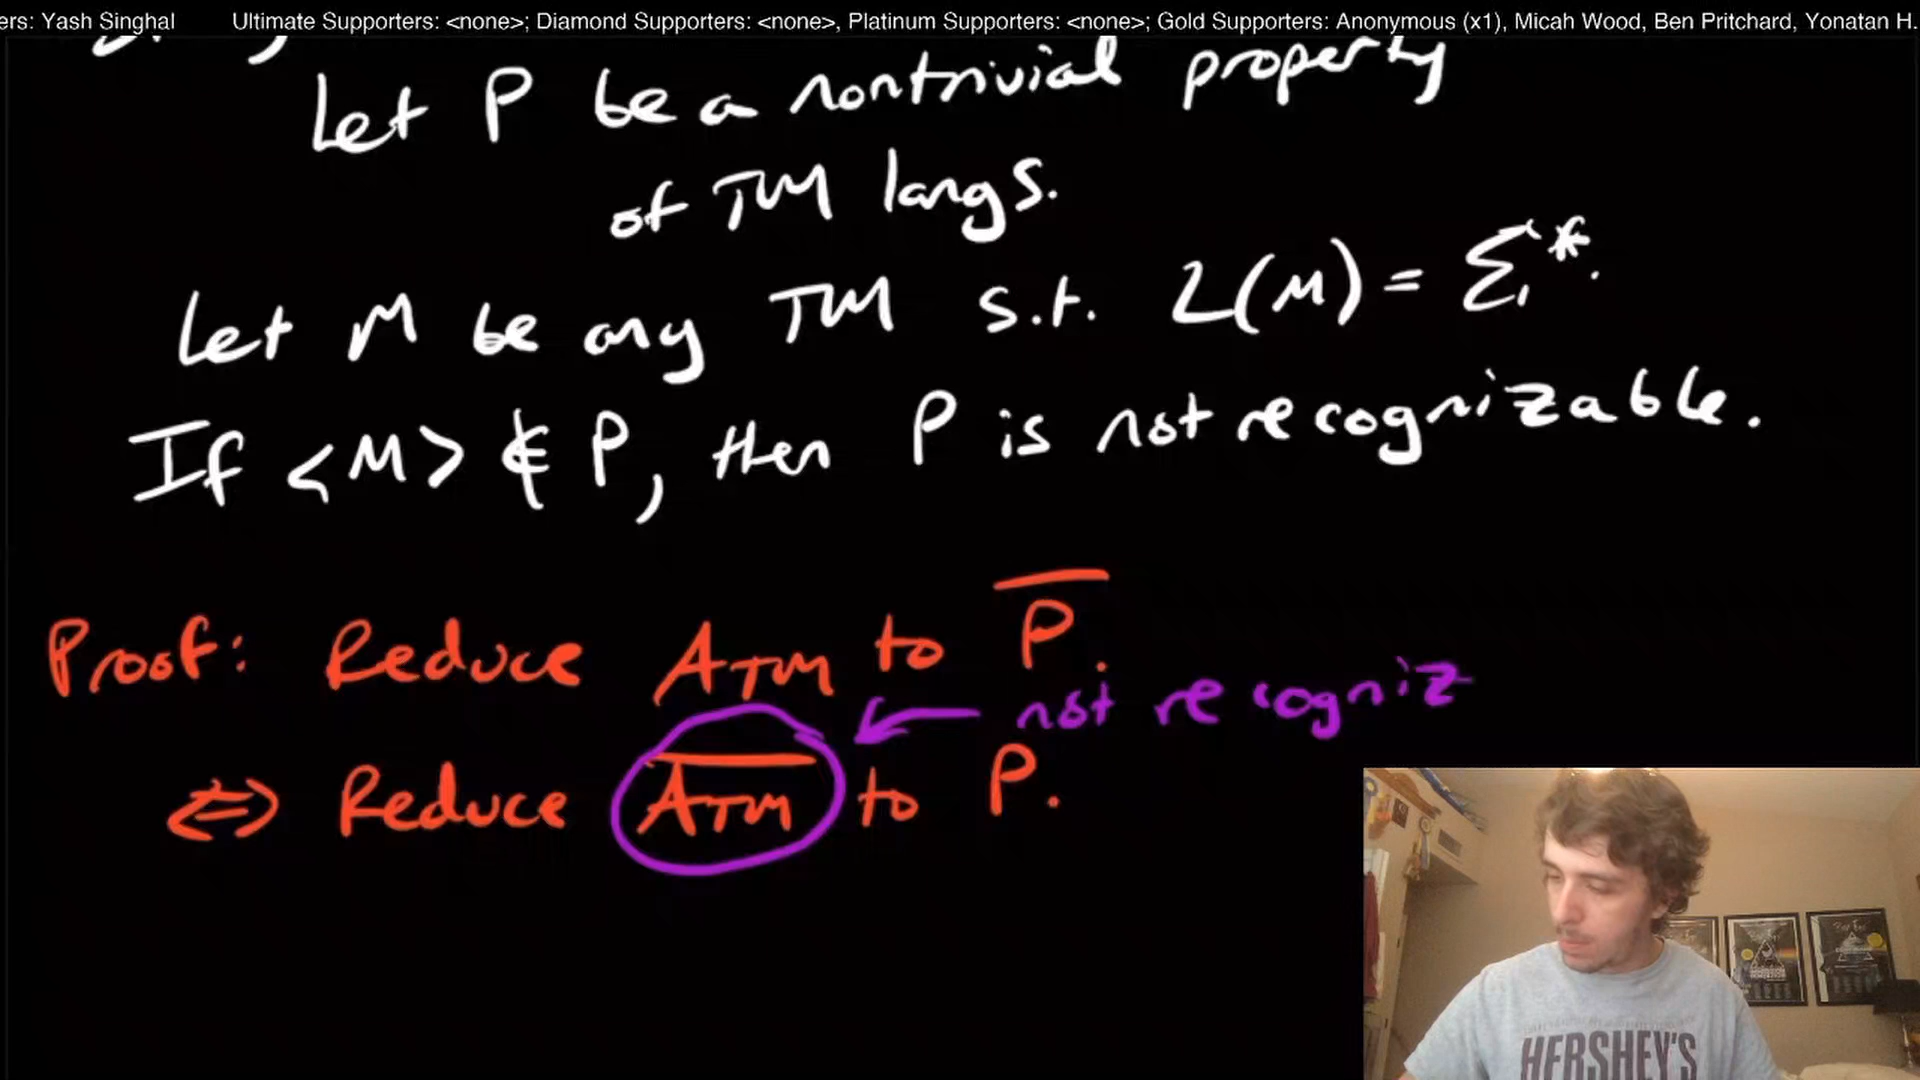 ers: Yash Singhal Ultimate Supporters: <none>; Diamond Supporters: <none>, Platinum Supporters: <none>; Gold Supporters: Anonymous (x1), Micah Wood, Ben Pritchard, Yonatan H.
Let P be a nontrivial property
of TM langs.
Let M be any TM s.t. L(M) = Σ*.
If <M> ∉ P, then P is not recognizable.
Proof: Reduce A_TM to P̅.
← not recogniz
⇔ Reduce A̅_T̅M̅ to P.
HERSHEY'S